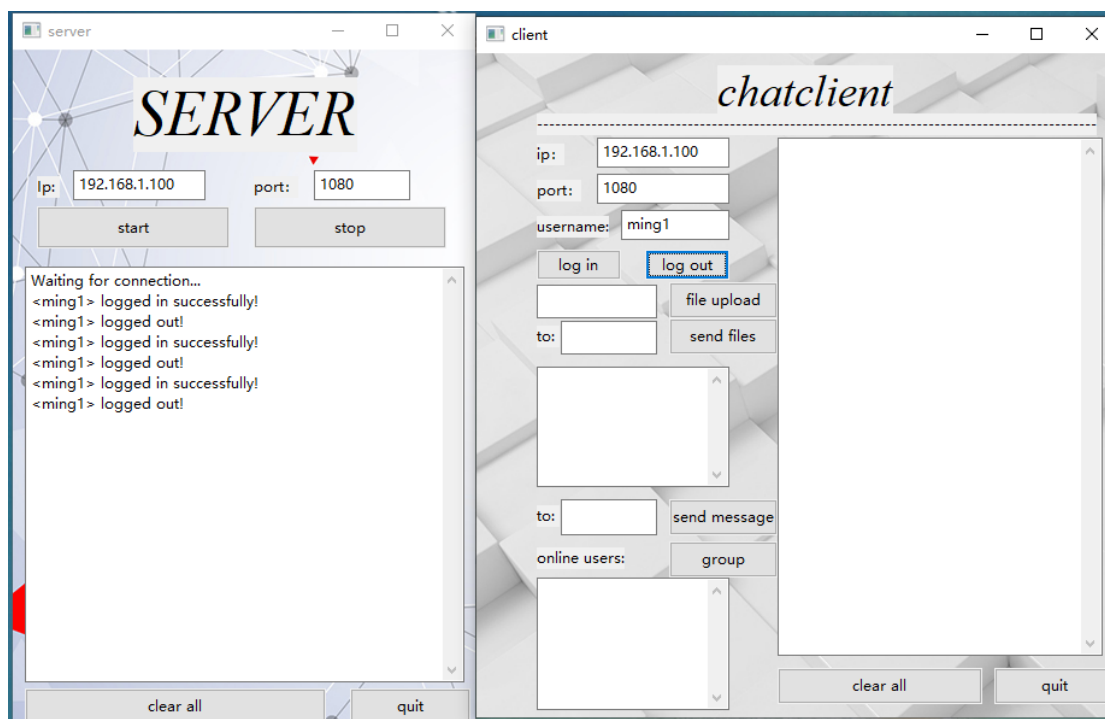 server
SERVER
Ip: 192.168.1.100 port: 1080
start stop
Waiting for connection...
<ming1> logged in successfully!
<ming1> logged out!
<ming1> logged in successfully!
<ming1> logged out!
<ming1> logged in successfully!
<ming1> logged out!
clear all quit
client
chatclient
--------------------------------------------------------------------------------
ip: 192.168.1.100
port: 1080
username: ming1
log in log out
file upload
to: send files
to: send message
online users: group
clear all quit